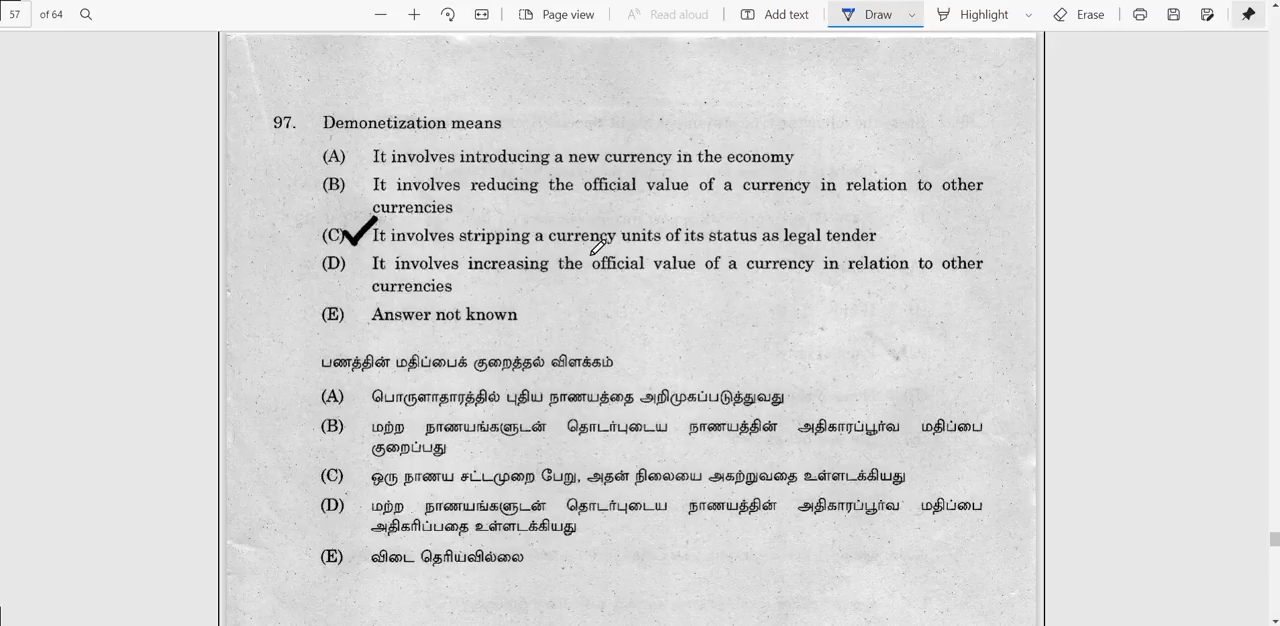 57 of 64 Page view Read aloud Add text Draw Highlight Erase
97. Demonetization means
(A) It involves introducing a new currency in the economy
(B) It involves reducing the official value of a currency in relation to other
currencies
(C) It involves stripping a currency units of its status as legal tender
(D) It involves increasing the official value of a currency in relation to other
currencies
(E) Answer not known
பணத்தின் மதிப்பைக் குறைத்தல் விளக்கம்
(A) பொருளாதாரத்தில் புதிய நாணயத்தை அறிமுகப்படுத்துவது
(B) மற்ற நாணயங்களுடன் தொடர்புடைய நாணயத்தின் அதிகாரப்பூர்வ மதிப்பை
குறைப்பது
(C) ஒரு நாணய சட்டமுறை பேறு, அதன் நிலையை அகற்றுவதை உள்ளடக்கியது
(D) மற்ற நாணயங்களுடன் தொடர்புடைய நாணயத்தின் அதிகாரப்பூர்வ மதிப்பை
அதிகரிப்பதை உள்ளடக்கியது
(E) விடை தெரியவில்லை